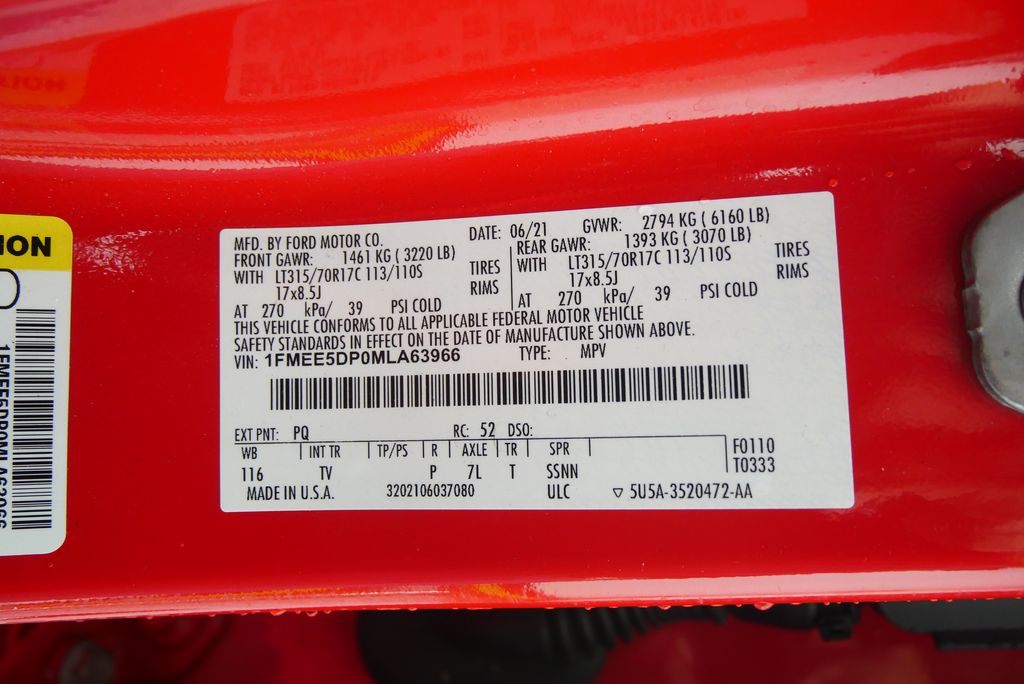 ION
1FMEE5DP0MLA63966
MFD. BY FORD MOTOR CO. DATE: 06/21 GVWR: 2794 KG ( 6160 LB)
FRONT GAWR: 1461 KG ( 3220 LB) REAR GAWR: 1393 KG ( 3070 LB)
WITH LT315/70R17C 113/110S TIRES WITH LT315/70R17C 113/110S TIRES
17x8.5J RIMS 17x8.5J RIMS
AT 270 kPa/ 39 PSI COLD AT 270 kPa/ 39 PSI COLD
THIS VEHICLE CONFORMS TO ALL APPLICABLE FEDERAL MOTOR VEHICLE
SAFETY STANDARDS IN EFFECT ON THE DATE OF MANUFACTURE SHOWN ABOVE.
VIN: 1FMEE5DP0MLA63966 TYPE: MPV
EXT PNT: PQ RC: 52 DSO:
WB INT TR TP/PS R AXLE TR SPR F0110
116 TV P 7L T SSNN T0333
MADE IN U.S.A. 3202106037080 ULC ▽ 5U5A-3520472-AA